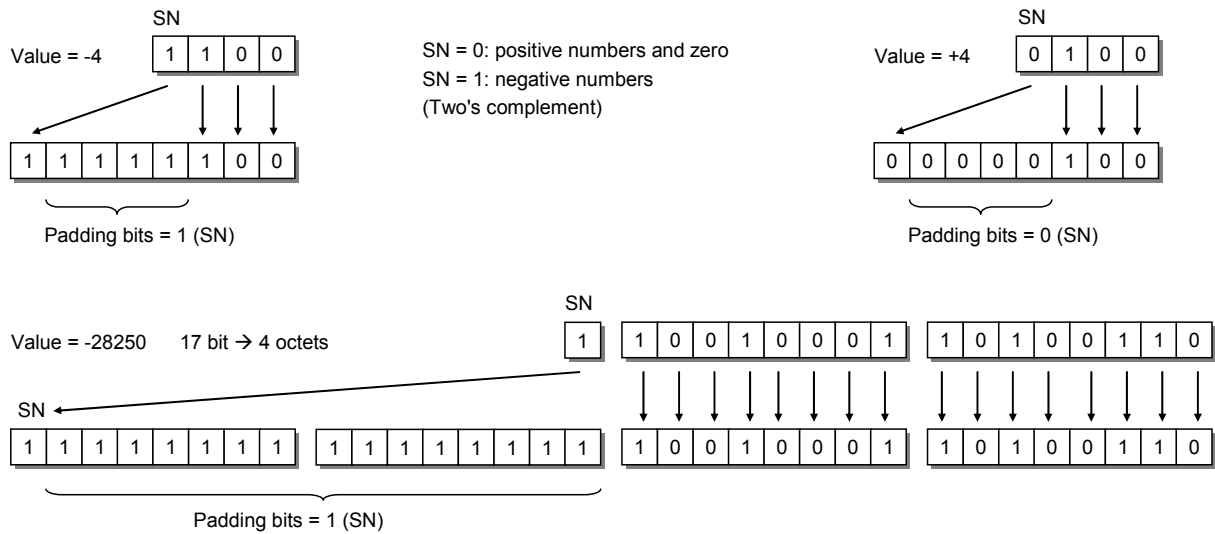 SN
Value = -4
1 1 0 0
1 1 1 1 1 1 0 0
Padding bits = 1 (SN)
SN = 0: positive numbers and zero
SN = 1: negative numbers
(Two's complement)
SN
Value = +4
0 1 0 0
0 0 0 0 0 1 0 0
Padding bits = 0 (SN)
SN
Value = -28250 17 bit → 4 octets
1 1 0 0 1 0 0 0 1 1 0 1 0 0 1 1 0
SN
1 1 1 1 1 1 1 1 1 1 1 1 1 1 1 1 1 0 0 1 0 0 0 1 1 0 1 0 0 1 1 0
Padding bits = 1 (SN)